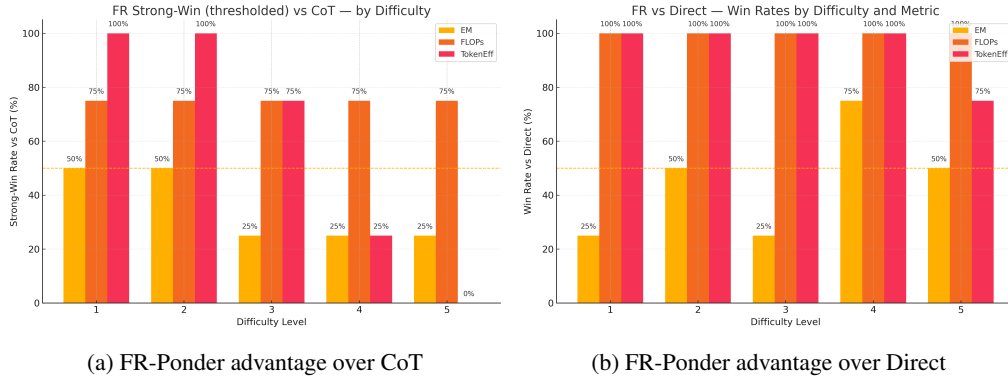 FR Strong-Win (thresholded) vs CoT — by Difficulty
EM
FLOPs
TokenEff
Strong-Win Rate vs CoT (%)
100
80
60
40
20
0
50% 75% 100%
50% 75% 100%
25% 75% 75%
25% 75% 25%
25% 75% 0%
1 2 3 4 5
Difficulty Level
(a) FR-Ponder advantage over CoT
FR vs Direct — Win Rates by Difficulty and Metric
EM
FLOPs
TokenEff
Win Rate vs Direct (%)
100
80
60
40
20
0
25% 100% 100%
50% 100% 100%
25% 100% 100%
75% 100% 100%
50% 100% 75%
1 2 3 4 5
Difficulty Level
(b) FR-Ponder advantage over Direct